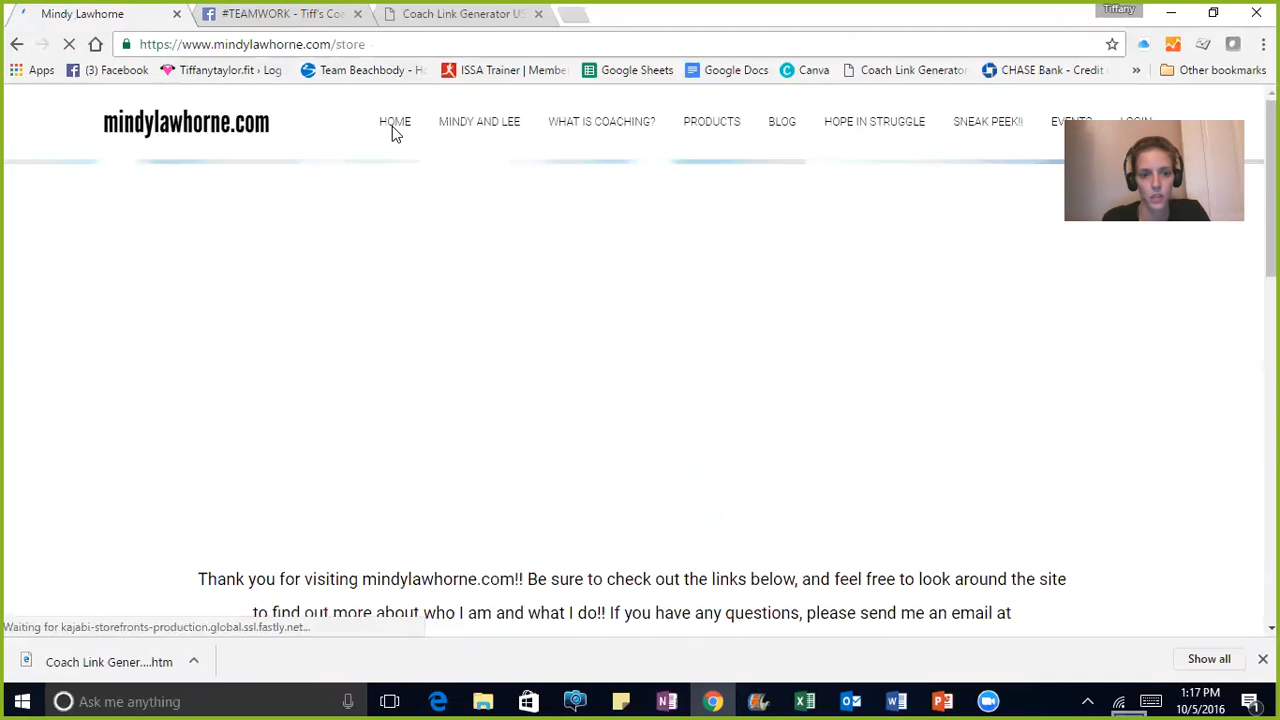 Mindy Lawhorne
#TEAMWORK - Tiff's Coa
Coach Link Generator US
Tiffany
https://www.mindylawhorne.com/store
Apps
(3) Facebook
Tiffanytaylor.fit - Log
Team Beachbody - Ho
ISSA Trainer | Membe
Google Sheets
Google Docs
Canva
Coach Link Generator
CHASE Bank - Credit
Other bookmarks
mindylawhorne.com
HOME
MINDY AND LEE
WHAT IS COACHING?
PRODUCTS
BLOG
HOPE IN STRUGGLE
SNEAK PEEK!!
Thank you for visiting mindylawhorne.com!! Be sure to check out the links below, and feel free to look around the site
to find out more about who I am and what I do!! If you have any questions, please send me an email at
Waiting for kajabi-storefronts-production.global.ssl.fastly.net...
Coach Link Gener....htm
Show all
Ask me anything
1:17 PM
10/5/2016